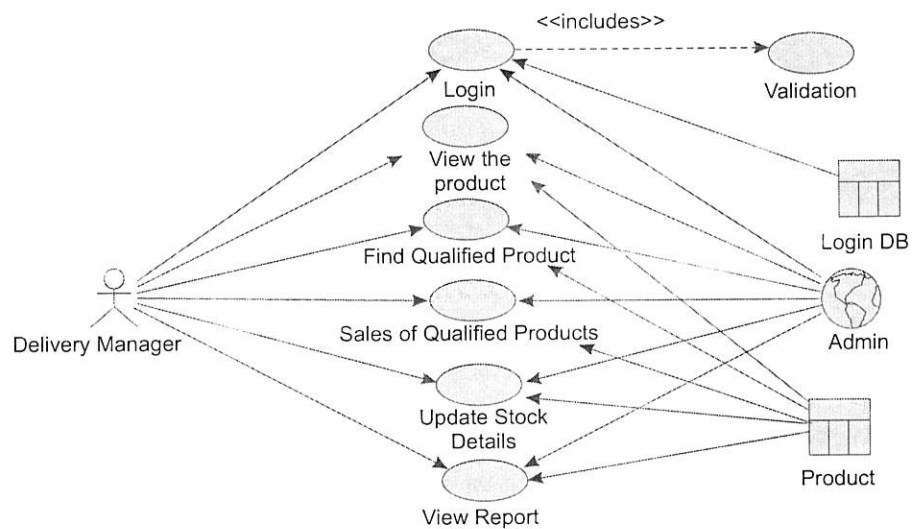 <<includes>>
Login
Validation
View the
product
Login DB
Find Qualified Product
Delivery Manager
Sales of Qualified Products
Admin
Update Stock
Details
Product
View Report